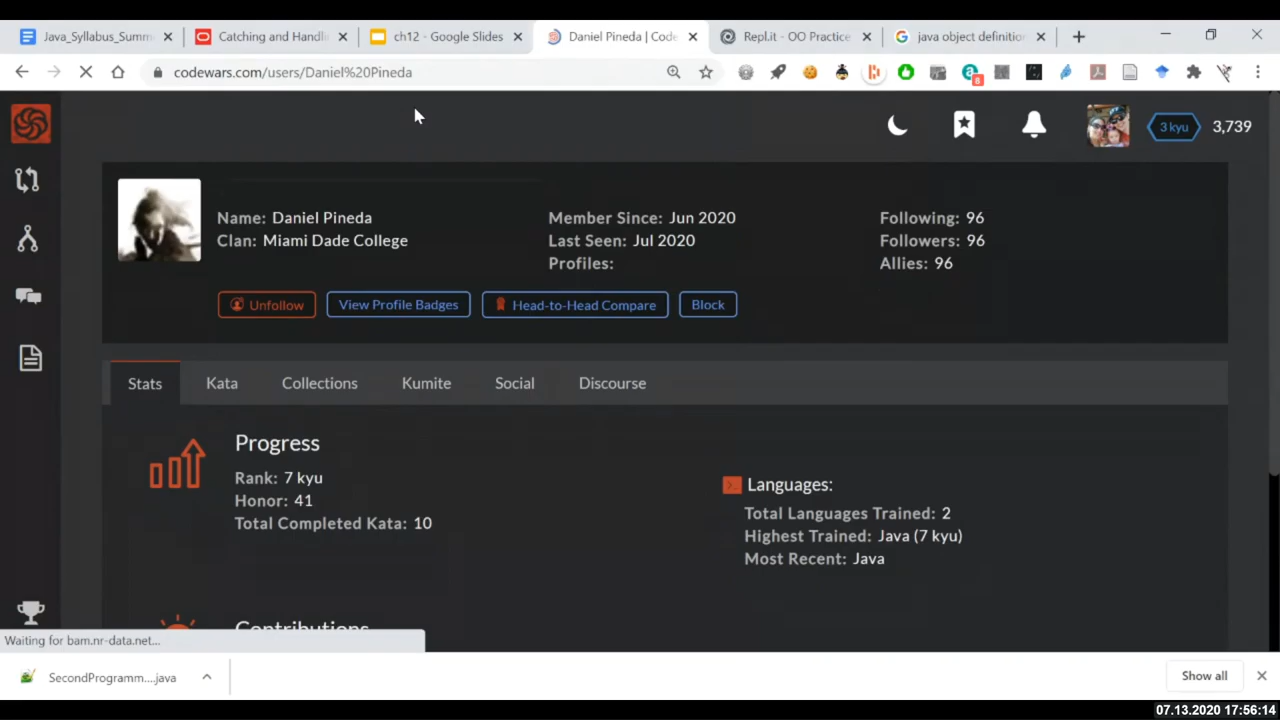 Java_Syllabus_Summ
Catching and Handli
ch12 - Google Slides
Daniel Pineda | Code
Repl.it - OO Practice
java object definitio
codewars.com/users/Daniel%20Pineda
8
3 kyu
3,739
Name: Daniel Pineda
Clan: Miami Dade College
Member Since: Jun 2020
Last Seen: Jul 2020
Profiles:
Following: 96
Followers: 96
Allies: 96
Unfollow
View Profile Badges
Head-to-Head Compare
Block
Stats
Kata
Collections
Kumite
Social
Discourse
Progress
Rank: 7 kyu
Honor: 41
Total Completed Kata: 10
Languages:
Total Languages Trained: 2
Highest Trained: Java (7 kyu)
Most Recent: Java
Contributions
Waiting for bam.nr-data.net...
SecondProgramm....java
Show all
07.13.2020 17:56:14